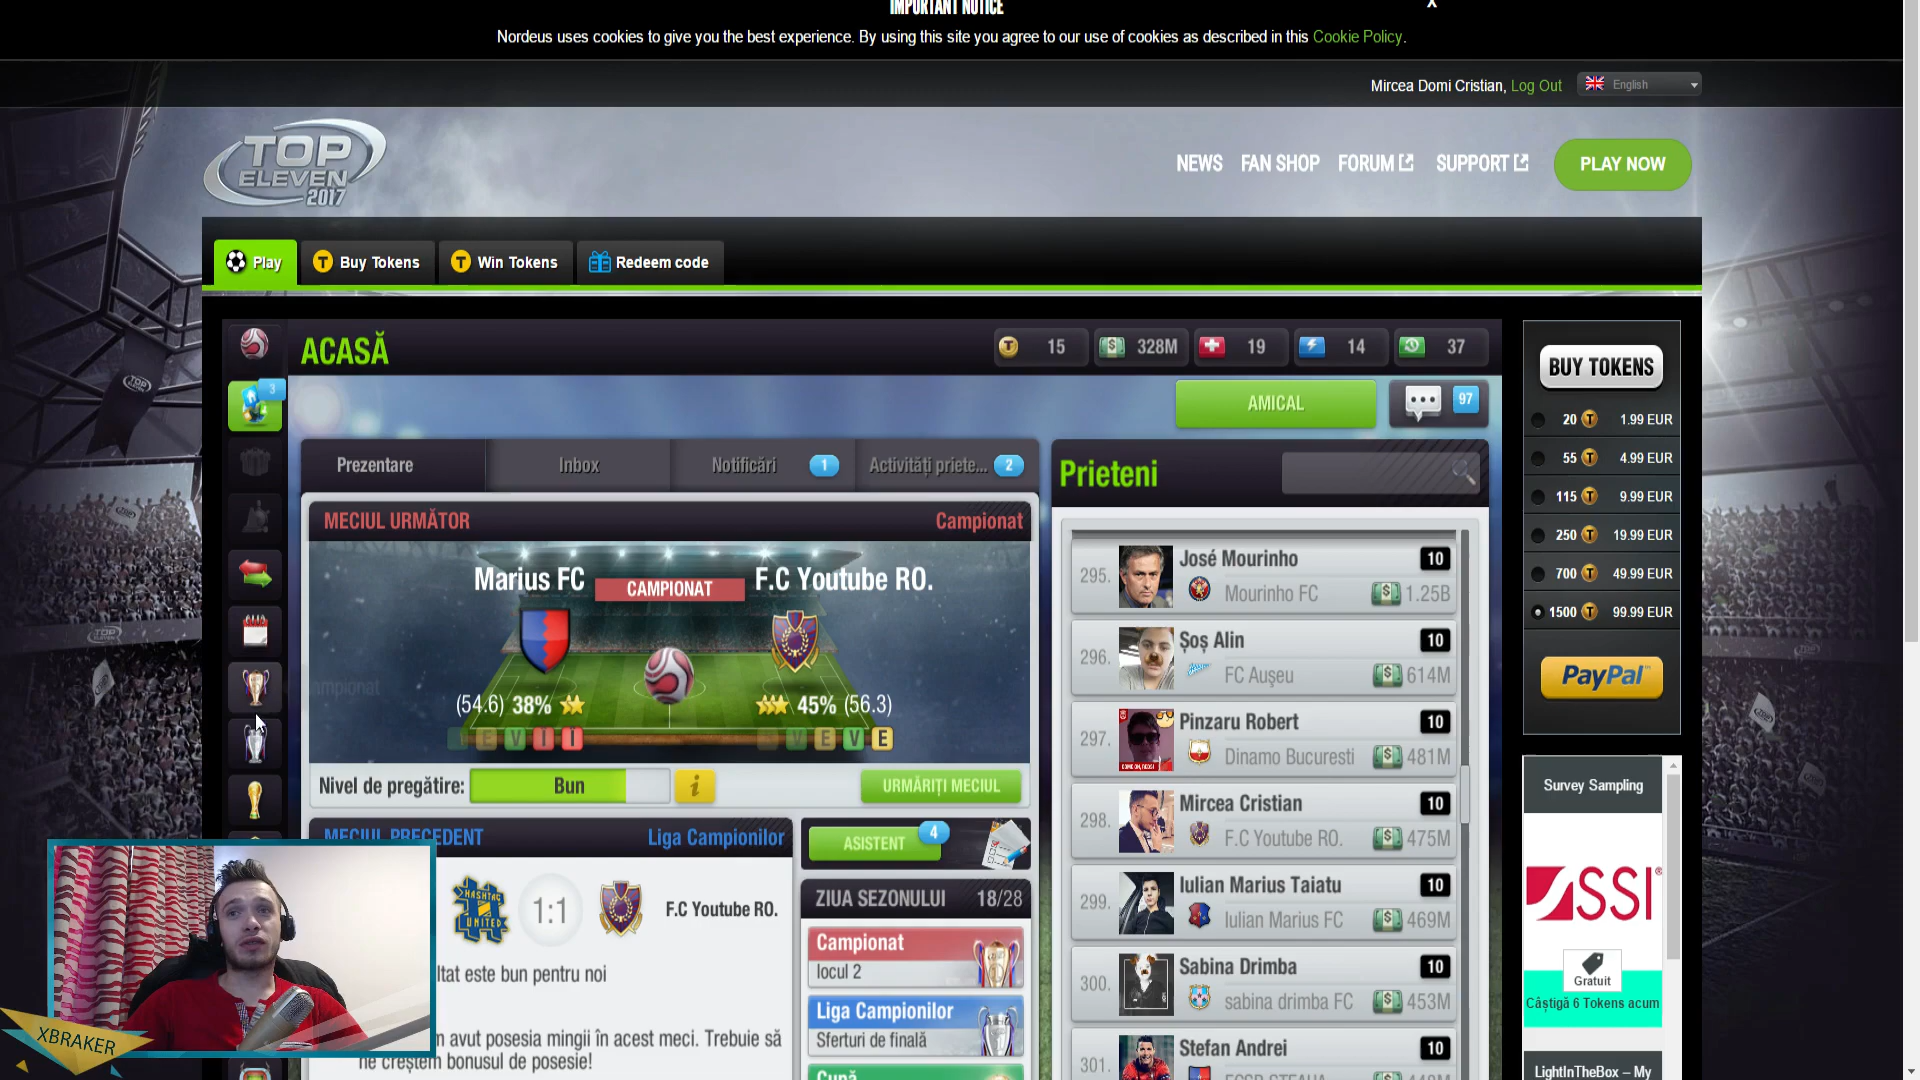 IMPORTANT NOTICE
X
Nordeus uses cookies to give you the best experience. By using this site you agree to our use of cookies as described in this Cookie Policy.
Mircea Domi Cristian, Log Out
English
TOP
ELEVEN
2017
NEWS
FAN SHOP
FORUM
SUPPORT
PLAY NOW
Play
Buy Tokens
Win Tokens
Redeem code
ACASĂ
15
328M
19
14
37
3
AMICAL
97
Prezentare
Inbox
Notificări
1
Activități priete...
2
MECIUL URMĂTOR
Campionat
Marius FC
CAMPIONAT
F.C Youtube RO.
(54.6) 38%
45% (56.3)
E V I I
V E V E
Nivel de pregătire:
Bun
i
URMĂRIȚI MECIUL
MECIUL PRECEDENT
Liga Campionilor
HASHTAG
UNITED
1:1
F.C Youtube RO.
ltat este bun pentru noi
m avut posesia mingii în acest meci. Trebuie să
ne creștem bonusul de posesie!
ASISTENT
4
ZIUA SEZONULUI
18/28
Campionat
locul 2
Liga Campionilor
Sferturi de finală
Cupă
Prieteni
295.
José Mourinho
10
Mourinho FC
1.25B
296.
Șoș Alin
10
FC Aușeu
614M
297.
Pinzaru Robert
10
Dinamo Bucuresti
481M
298.
Mircea Cristian
10
F.C Youtube RO.
475M
299.
Iulian Marius Taiatu
10
Iulian Marius FC
469M
300.
Sabina Drimba
10
sabina drimba FC
453M
301.
Stefan Andrei
10
BUY TOKENS
20 T 1.99 EUR
55 T 4.99 EUR
115 T 9.99 EUR
250 T 19.99 EUR
700 T 49.99 EUR
1500 T 99.99 EUR
PayPal
Survey Sampling
SSI
Gratuit
Câștigă 6 Tokens acum
LightInTheBox – My
XBRAKER